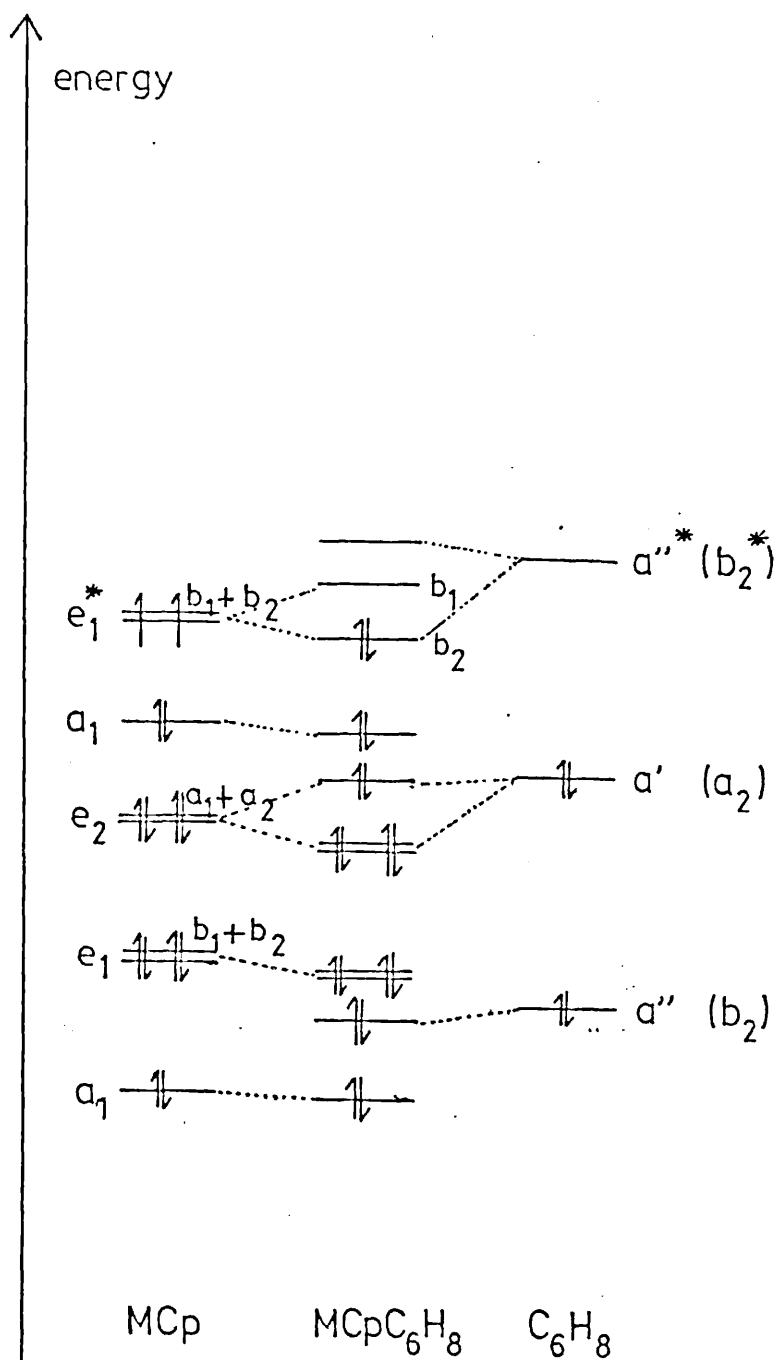 energy
a''* (b₂*)
e₁* b₁+b₂ b₁
b₂
a₁
a' (a₂)
e₂ a₁+a₂
e₁ b₁+b₂
a'' (b₂)
a₁
MCp MCpC₆H₈ C₆H₈